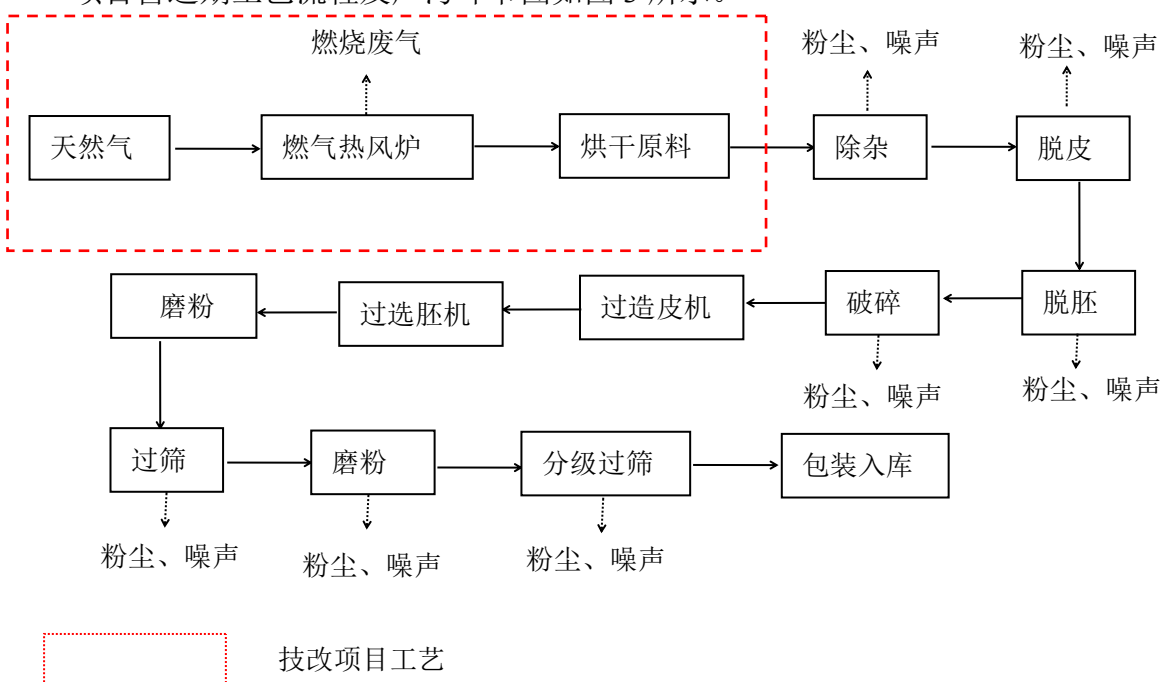 燃烧废气
粉尘、噪声
粉尘、噪声
天然气
燃气热风炉
烘干原料
除杂
脱皮
磨粉
过选胚机
过造皮机
破碎
脱胚
粉尘、噪声
粉尘、噪声
过筛
磨粉
分级过筛
包装入库
粉尘、噪声
粉尘、噪声
粉尘、噪声
技改项目工艺